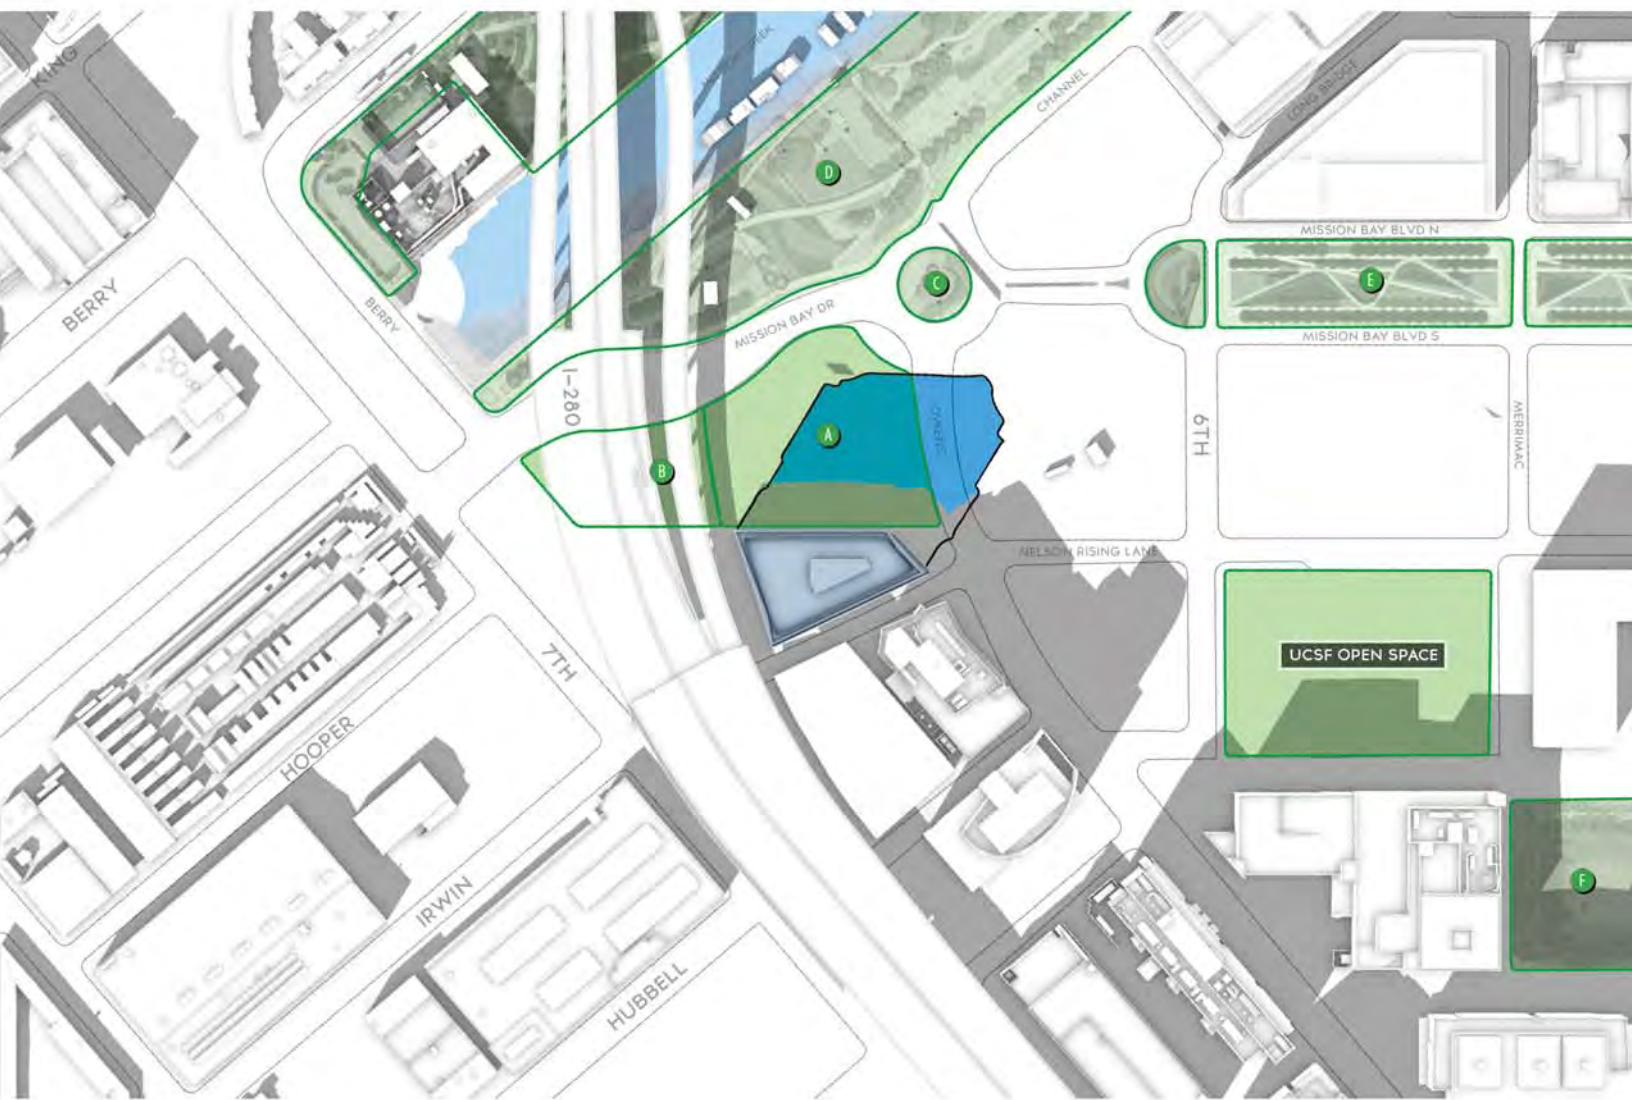 KING
CHANNEL
LONG BRIDGE
D
MISSION BAY BLVD N
BERRY
BERRY
C
E
MISSION BAY DR
MISSION BAY BLVD S
I-280
A
OWENS
6TH
MERRIMAC
B
NELSON RISING LANE
UCSF OPEN SPACE
7TH
HOOPER
F
IRWIN
HUBBELL